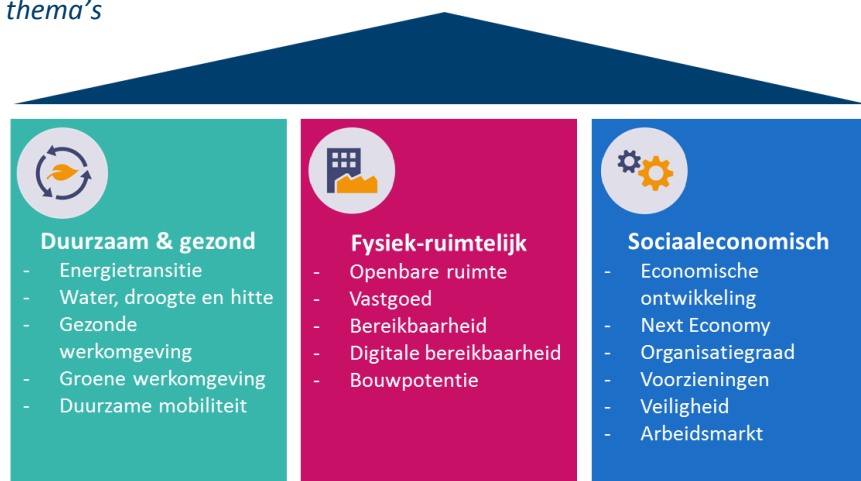 thema's
Duurzaam & gezond
- Energietransitie
- Water, droogte en hitte
- Gezonde
werkomgeving
- Groene werkomgeving
- Duurzame mobiliteit
Fysiek-ruimtelijk
- Openbare ruimte
- Vastgoed
- Bereikbaarheid
- Digitale bereikbaarheid
- Bouwpotentie
Sociaaleconomisch
- Economische
ontwikkeling
- Next Economy
- Organisatiegraad
- Voorzieningen
- Veiligheid
- Arbeidsmarkt